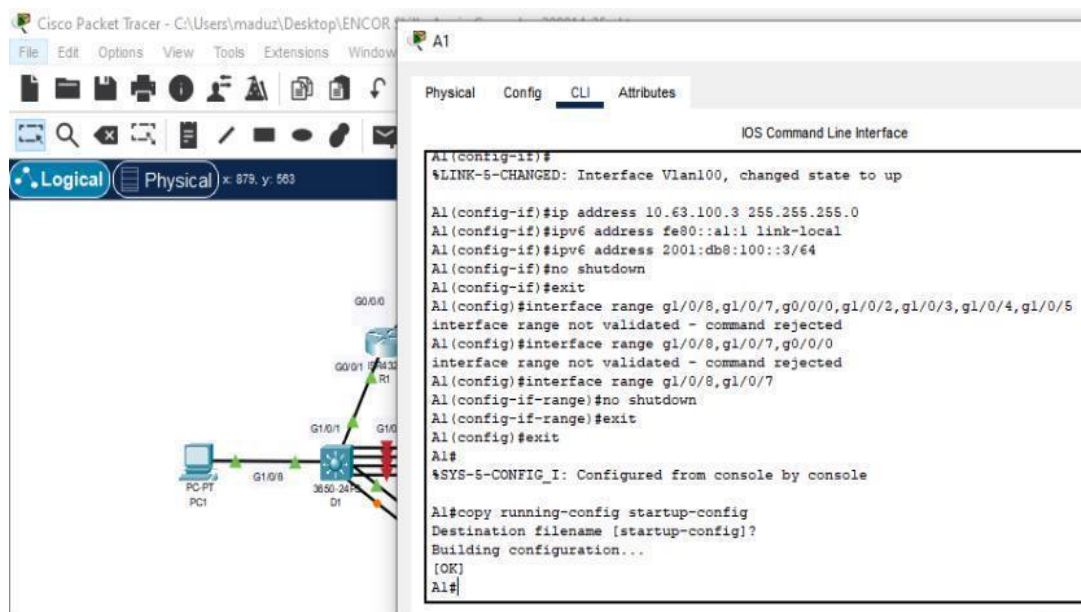 Cisco Packet Tracer - C:\Users\maduz\Desktop\ENCOR
File Edit Options View Tools Extensions Window
Logical Physical x: 879, y: 563
G0/0/0
G0/0/1
R1
G1/0/1
G1/0/8
PC-PT
PC1
D1
A1
Physical Config CLI Attributes
IOS Command Line Interface
A1(config-if)#
%LINK-5-CHANGED: Interface Vlan100, changed state to up
A1(config-if)#ip address 10.63.100.3 255.255.255.0
A1(config-if)#ipv6 address fe80::a1:1 link-local
A1(config-if)#ipv6 address 2001:db8:100::3/64
A1(config-if)#no shutdown
A1(config-if)#exit
A1(config)#interface range g1/0/8,g1/0/7,g0/0/0,g1/0/2,g1/0/3,g1/0/4,g1/0/5
interface range not validated - command rejected
A1(config)#interface range g1/0/8,g1/0/7,g0/0/0
interface range not validated - command rejected
A1(config)#interface range g1/0/8,g1/0/7
A1(config-if-range)#no shutdown
A1(config-if-range)#exit
A1(config)#exit
A1#
%SYS-5-CONFIG_I: Configured from console by console
A1#copy running-config startup-config
Destination filename [startup-config]?
Building configuration...
[OK]
A1#